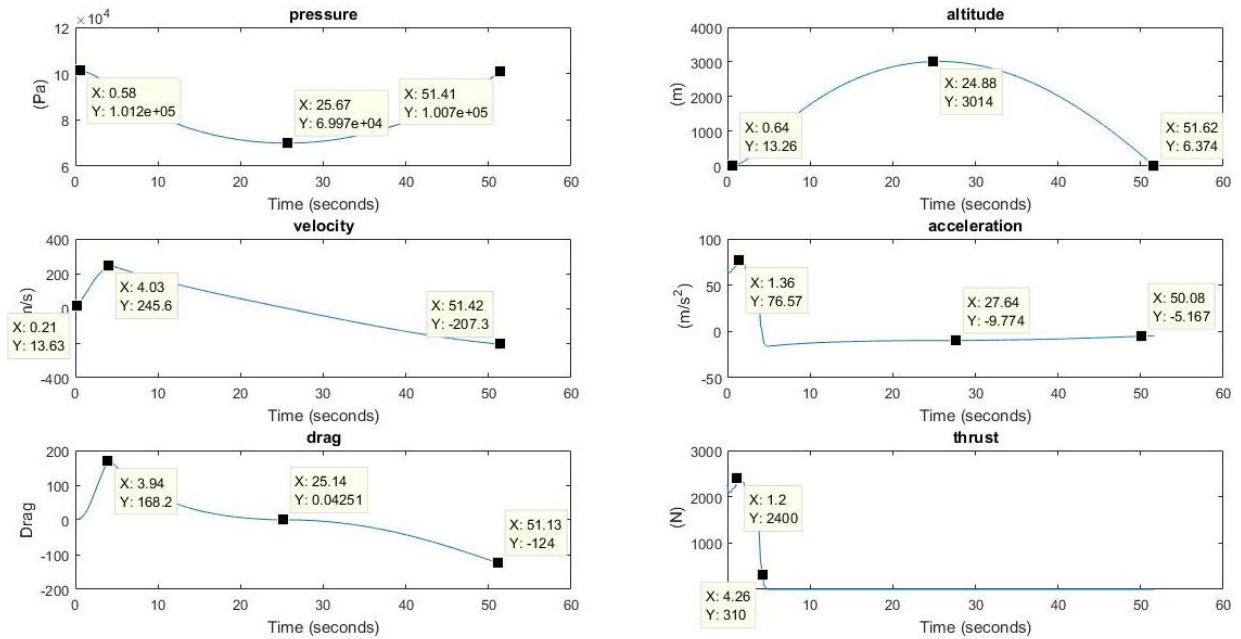 pressure
×10^4
12
10
8
6
(Pa)
X: 0.58
Y: 1.012e+05
X: 25.67
Y: 6.997e+04
X: 51.41
Y: 1.007e+05
0 10 20 30 40 50 60
Time (seconds)
altitude
4000
3000
2000
1000
0
(m)
X: 0.64
Y: 13.26
X: 24.88
Y: 3014
X: 51.62
Y: 6.374
0 10 20 30 40 50 60
Time (seconds)
velocity
400
200
0
-400
n/s)
X: 0.21
Y: 13.63
X: 4.03
Y: 245.6
X: 51.42
Y: -207.3
0 10 20 30 40 50 60
Time (seconds)
acceleration
100
50
0
-50
(m/s²)
X: 1.36
Y: 76.57
X: 27.64
Y: -9.774
X: 50.08
Y: -5.167
0 10 20 30 40 50 60
Time (seconds)
drag
200
100
0
-100
-200
Drag
X: 3.94
Y: 168.2
X: 25.14
Y: 0.04251
X: 51.13
Y: -124
0 10 20 30 40 50 60
Time (seconds)
thrust
3000
2000
1000
(N)
X: 1.2
Y: 2400
X: 4.26
Y: 310
10 20 30 40 50 60
Time (seconds)